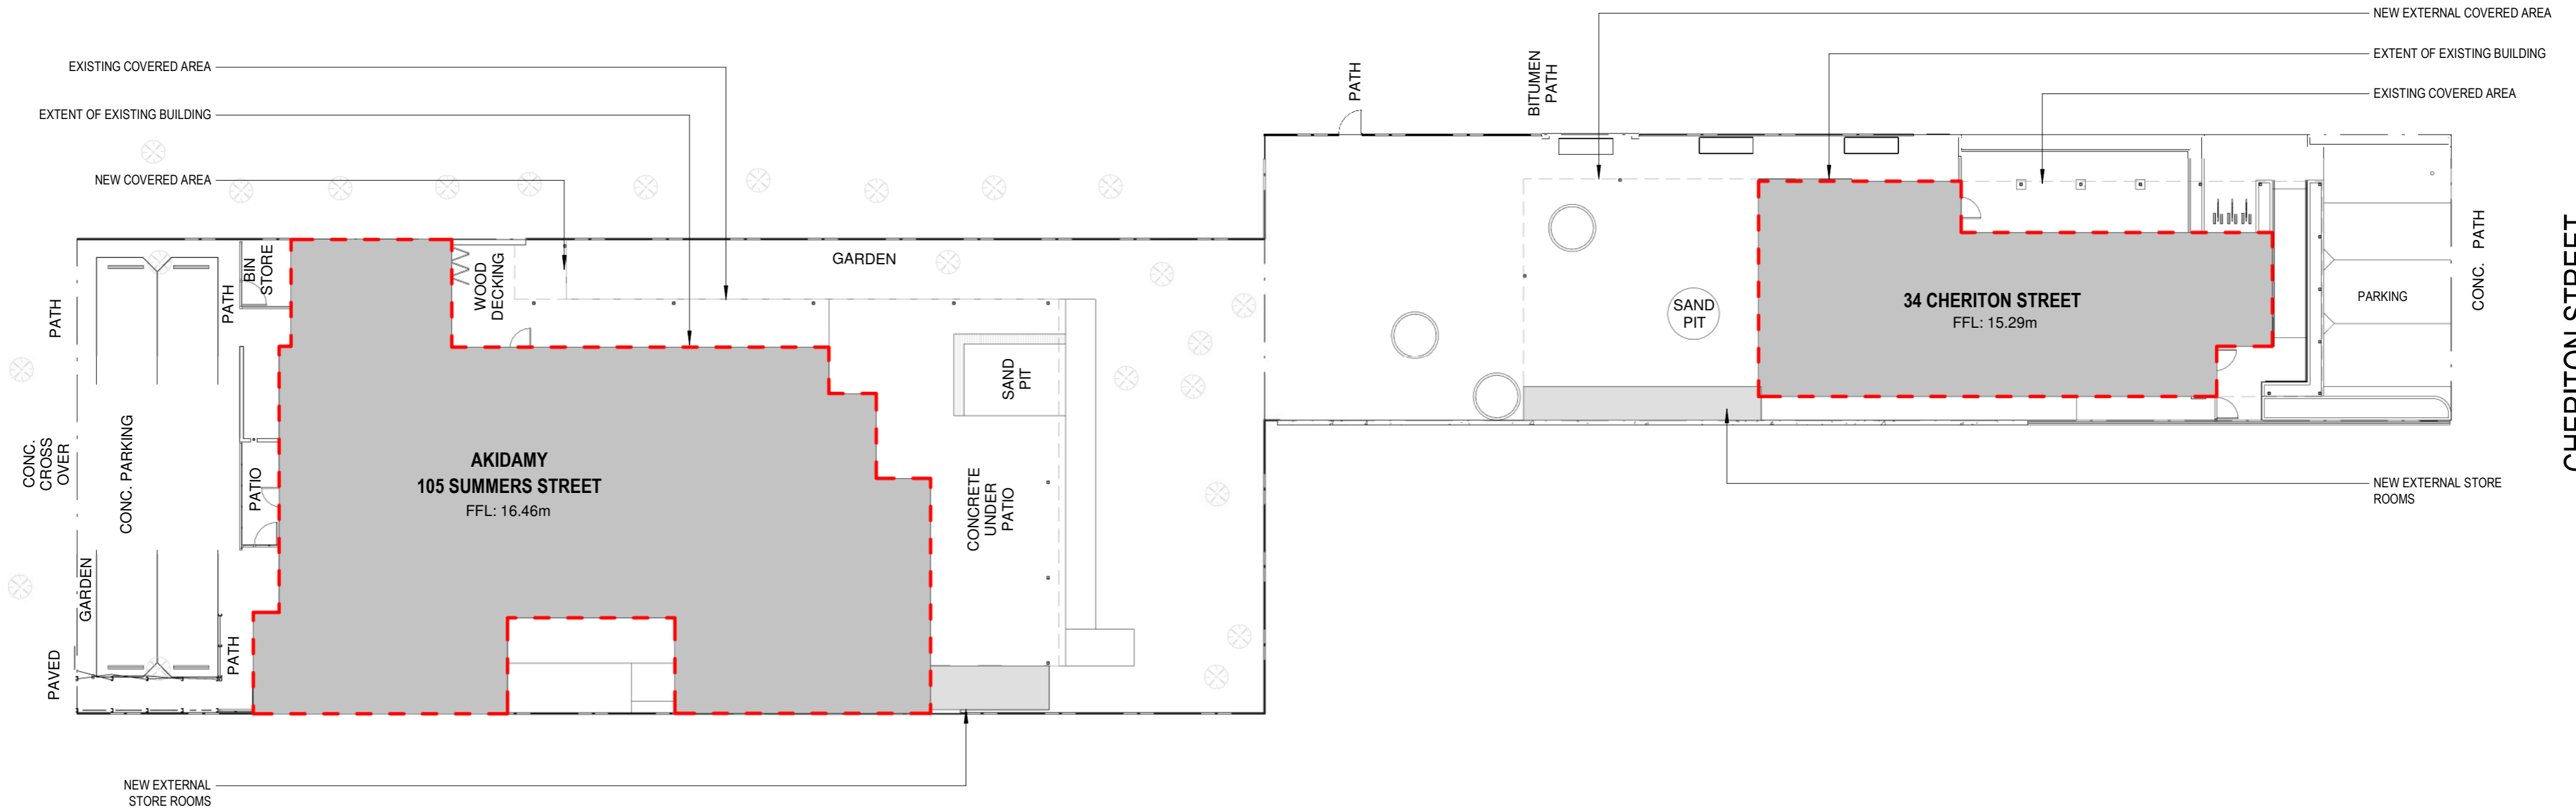 NEW EXTERNAL COVERED AREA
EXISTING COVERED AREA
EXTENT OF EXISTING BUILDING
EXTENT OF EXISTING BUILDING
EXISTING COVERED AREA
NEW COVERED AREA
PATH
BITUMEN
PATH
BIN
STORE
WOOD
DECKING
GARDEN
PATH
PATH
SAND
PIT
34 CHERITON STREET
FFL: 15.29m
PARKING
CONC. PATH
CHERITON STREET
SAND
PIT
CONC.
CROSS
OVER
CONC. PARKING
PATIO
AKIDAMY
105 SUMMERS STREET
FFL: 16.46m
CONCRETE
UNDER
PATIO
NEW EXTERNAL STORE
ROOMS
GARDEN
PAVED
PATH
NEW EXTERNAL
STORE ROOMS